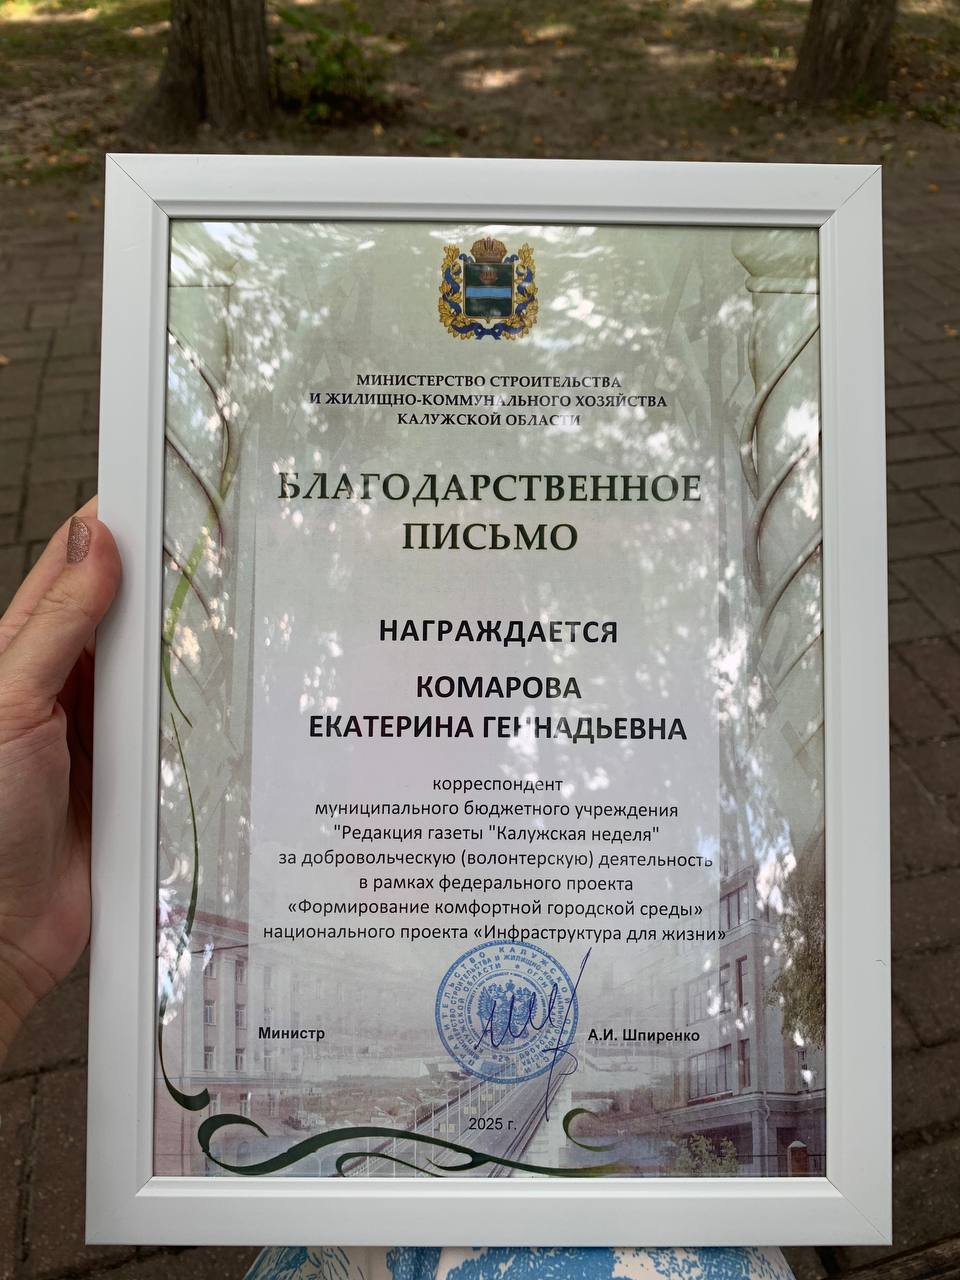 МИНИСТЕРСТВО СТРОИТЕЛЬСТВА
И ЖИЛИЩНО-КОММУНАЛЬНОГО ХОЗЯЙСТВА
КАЛУЖСКОЙ ОБЛАСТИ
БЛАГОДАРСТВЕННОЕ
ПИСЬМО
НАГРАЖДАЕТСЯ
КОМАРОВА
ЕКАТЕРИНА ГЕННАДЬЕВНА
корреспондент
муниципального бюджетного учреждения
"Редакция газеты "Калужская неделя"
за добровольческую (волонтерскую) деятельность
в рамках федерального проекта
«Формирование комфортной городской среды»
национального проекта «Инфраструктура для жизни»
Министр
А.И. Шпиренко
2025 г.